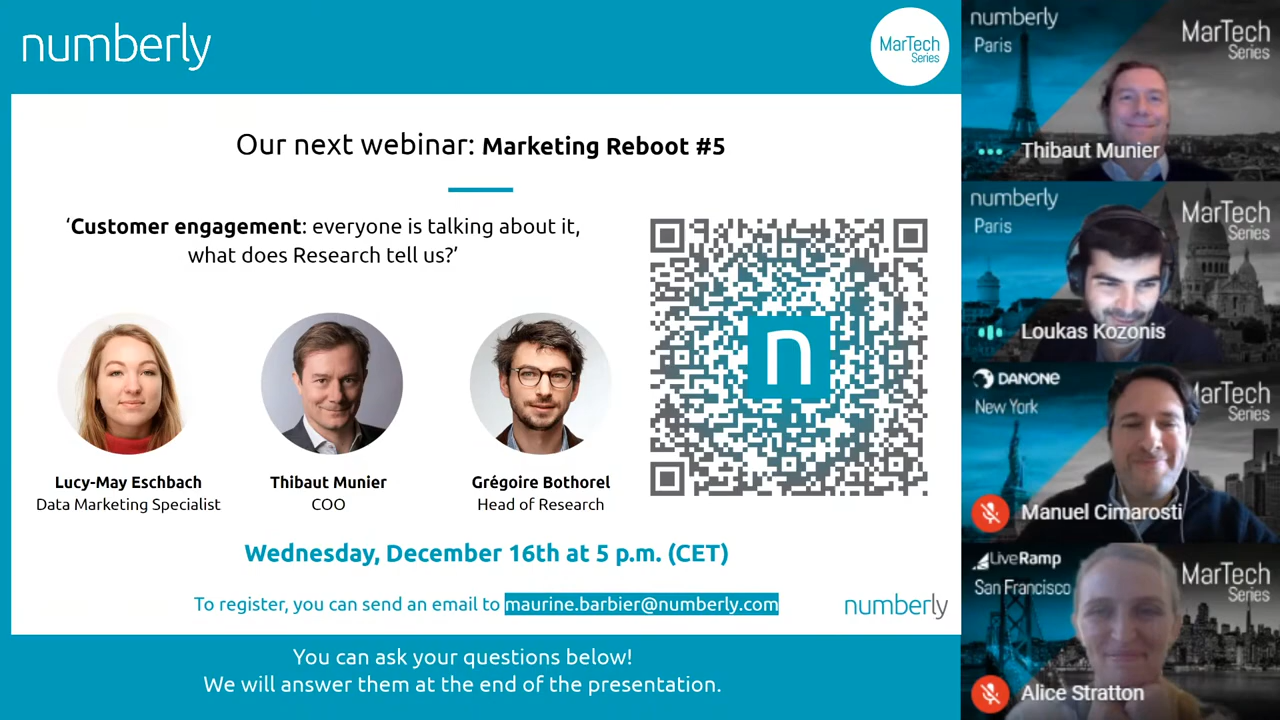 numberly
MarTech
Series
Our next webinar: Marketing Reboot #5
‘Customer engagement: everyone is talking about it,
what does Research tell us?’
n
Lucy-May Eschbach
Data Marketing Specialist
Thibaut Munier
COO
Grégoire Bothorel
Head of Research
Wednesday, December 16th at 5 p.m. (CET)
To register, you can send an email to maurine.barbier@numberly.com
numberly
You can ask your questions below!
We will answer them at the end of the presentation.
numberly
Paris
MarTech
Series
Thibaut Munier
numberly
Paris
MarTech
Series
Loukas Kozonis
DANONE
New York
MarTech
Series
Manuel Cimarosti
LiveRamp
San Francisco
MarTech
Series
Alice Stratton